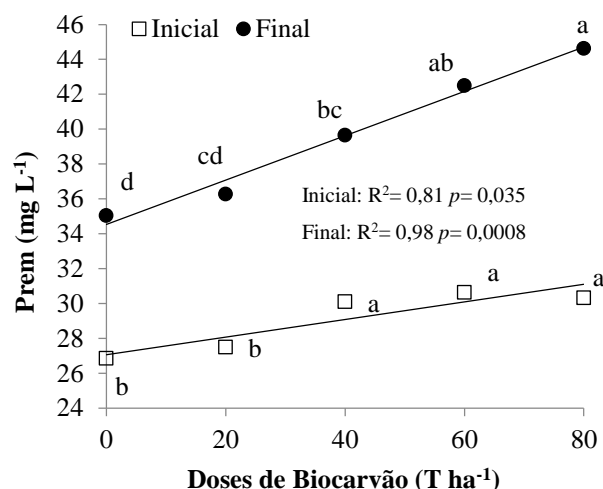 □ Inicial ● Final
46
44
42
40
38
36
34
32
30
28
26
24
Prem (mg L⁻¹)
a
ab
bc
cd
d
Inicial: R²= 0,81 p= 0,035
Final: R²= 0,98 p= 0,0008
a
a
a
b
b
0 20 40 60 80
Doses de Biocarvão (T ha⁻¹)